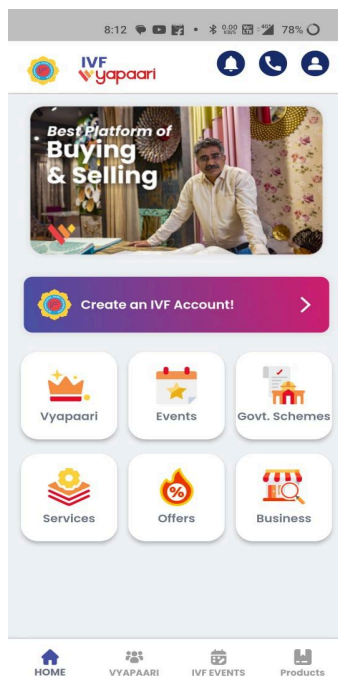 8:12
78%
IVF
vyapaari
Best Platform of
Buying
& Selling
Create an IVF Account!
Vyapaari
Events
Govt. Schemes
Services
Offers
Business
HOME
VYAPAARI
IVF EVENTS
Products